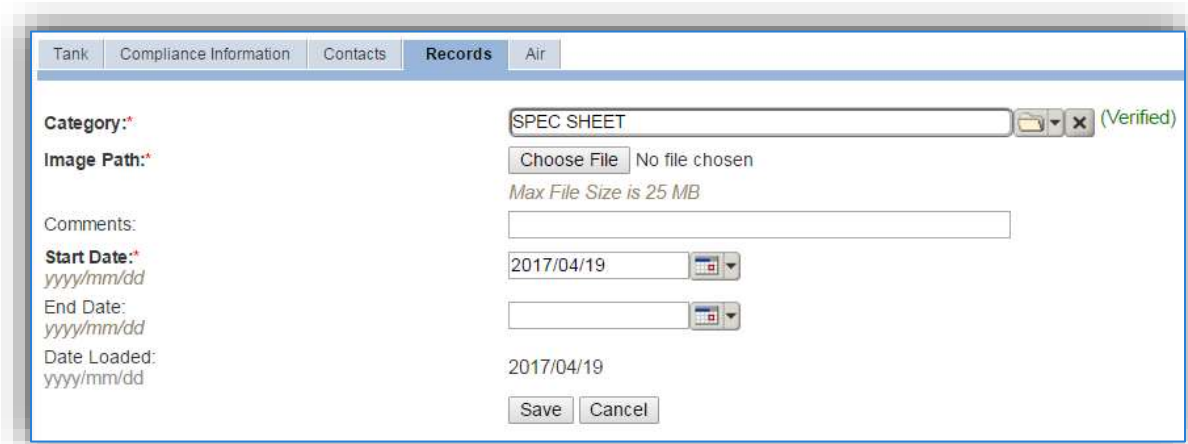 Tank Compliance Information Contacts Records Air
Category:* SPEC SHEET (Verified)
Image Path:* Choose File No file chosen
Max File Size is 25 MB
Comments:
Start Date:* 2017/04/19
yyyy/mm/dd
End Date:
yyyy/mm/dd
Date Loaded: 2017/04/19
yyyy/mm/dd
Save Cancel